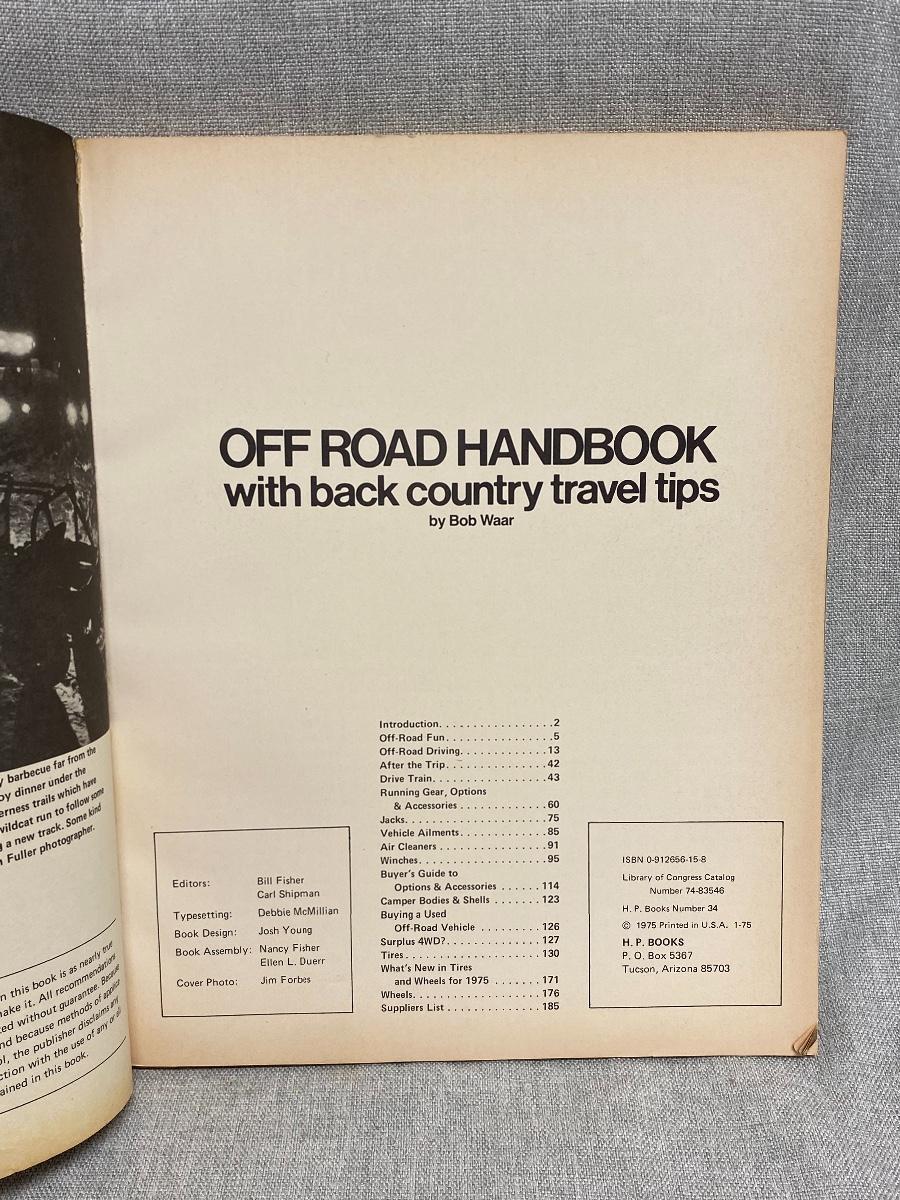 y barbecue far from the
oy dinner under the
erness trails which have
wildcat run to follow some
g a new track. Some kind
n Fuller photographer.
n this book is as nearly true
make it. All recommendations
ted without guarantee. Because
nd because methods of applica
ol, the publisher disclaims any
ction with the use of any or all
ained in this book.
OFF ROAD HANDBOOK
with back country travel tips
by Bob Waar
Editors: Bill Fisher
Carl Shipman
Typesetting: Debbie McMillian
Book Design: Josh Young
Book Assembly: Nancy Fisher
Ellen L. Duerr
Cover Photo: Jim Forbes
Introduction. . . . . . . . . . . . . . . . .2
Off-Road Fun. . . . . . . . . . . . . . . .5
Off-Road Driving. . . . . . . . . . . . .13
After the Trip. . . . . . . . . . . . . . .42
Drive Train. . . . . . . . . . . . . . . . .43
Running Gear, Options
& Accessories . . . . . . . . . . . . .60
Jacks. . . . . . . . . . . . . . . . . . . . .75
Vehicle Ailments. . . . . . . . . . . . .85
Air Cleaners . . . . . . . . . . . . . . . .91
Winches. . . . . . . . . . . . . . . . . . .95
Buyer's Guide to
Options & Accessories . . . . . . 114
Camper Bodies & Shells . . . . . . . 123
Buying a Used
Off-Road Vehicle . . . . . . . . . 126
Surplus 4WD?. . . . . . . . . . . . . . 127
Tires. . . . . . . . . . . . . . . . . . . . 130
What's New in Tires
and Wheels for 1975 . . . . . . . 171
Wheels. . . . . . . . . . . . . . . . . . . 176
Suppliers List . . . . . . . . . . . . . . 185
ISBN 0-912656-15-8
Library of Congress Catalog
Number 74-83546
H. P. Books Number 34
© 1975 Printed in U.S.A. 1-75
H. P. BOOKS
P. O. Box 5367
Tucson, Arizona 85703